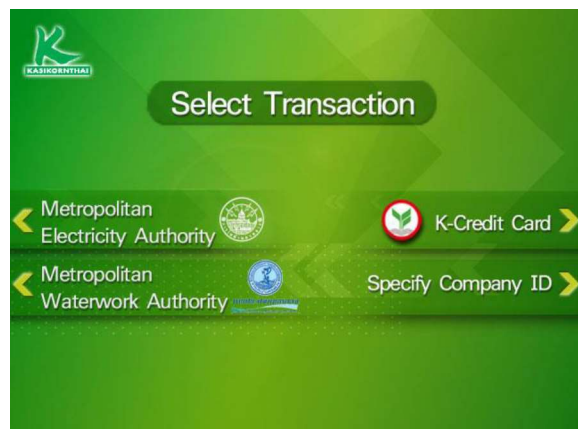 KASIKORNTHAI
Select Transaction
Metropolitan
Electricity Authority
K-Credit Card
Metropolitan
Waterwork Authority
Specify Company ID